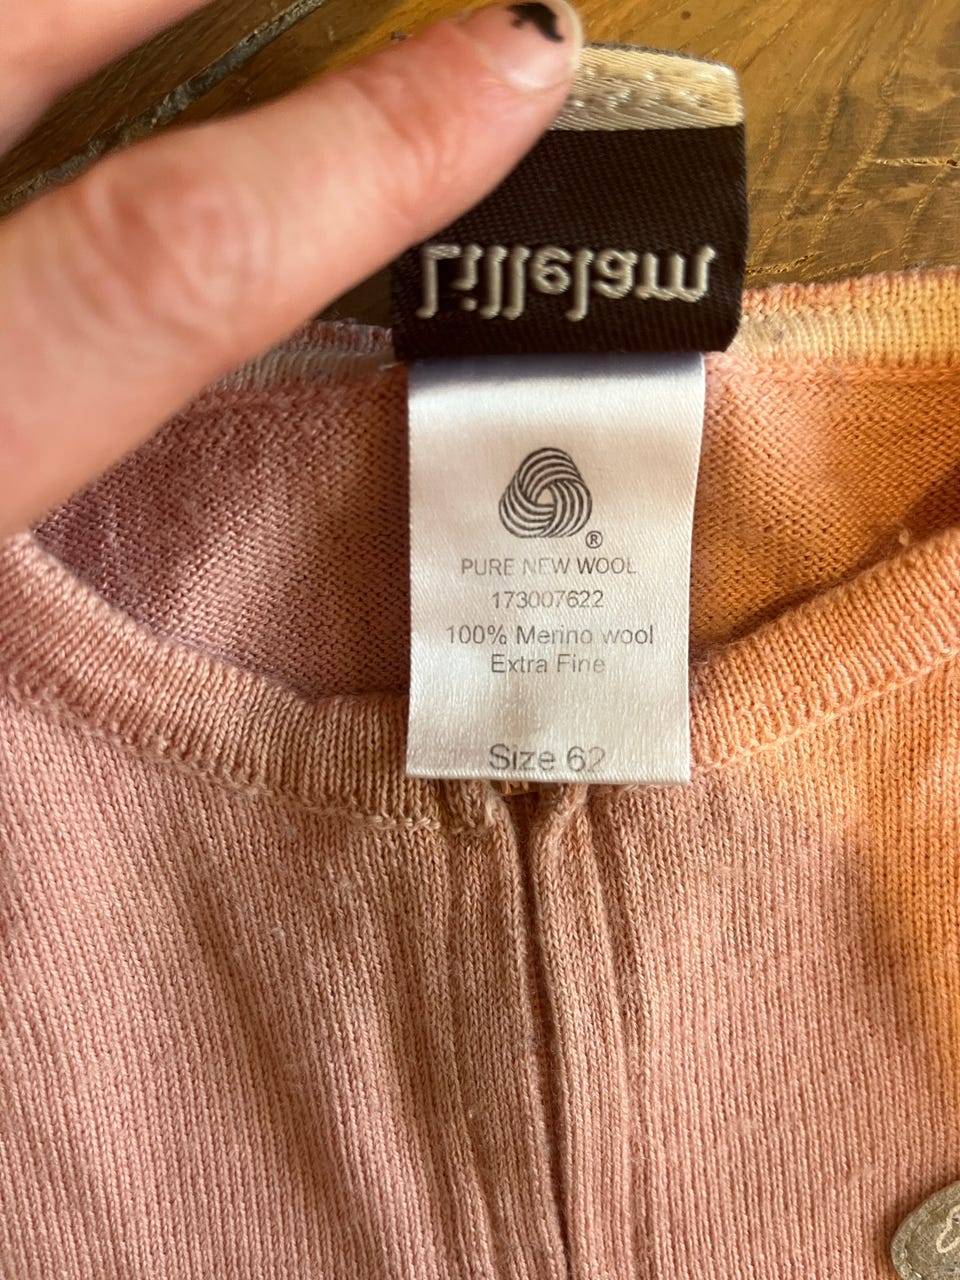 Lillelam
®
PURE NEW WOOL
173007622
100% Merino wool
Extra Fine
Size 62